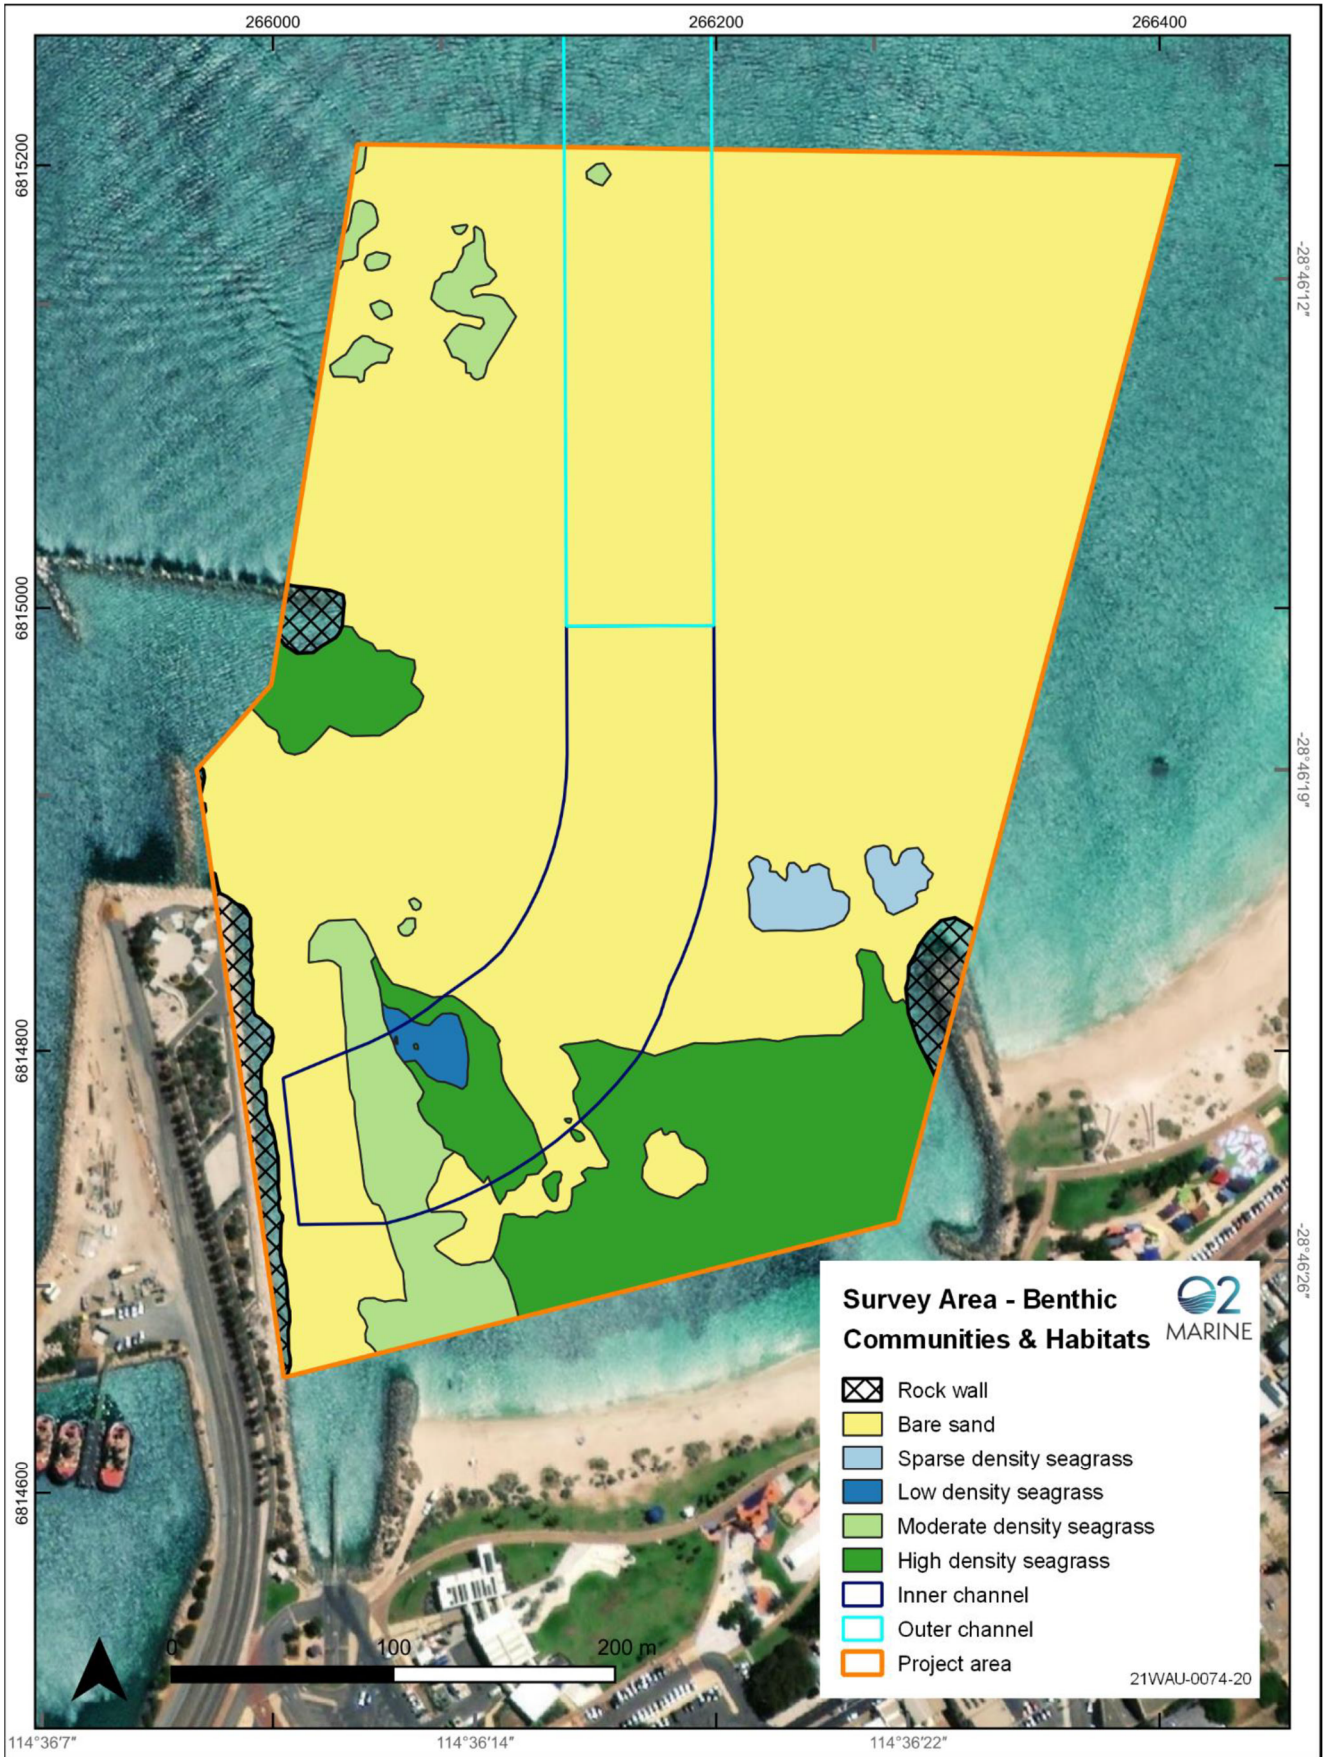 266000
266200
266400
6815200
6815000
6814800
6814600
-28°46'12"
-28°46'19"
-28°46'26"
Survey Area - Benthic
Communities & Habitats
O2
MARINE
Rock wall
Bare sand
Sparse density seagrass
Low density seagrass
Moderate density seagrass
High density seagrass
Inner channel
Outer channel
Project area
21WAU-0074-20
0
100
200 m
114°36'7"
114°36'14"
114°36'22"